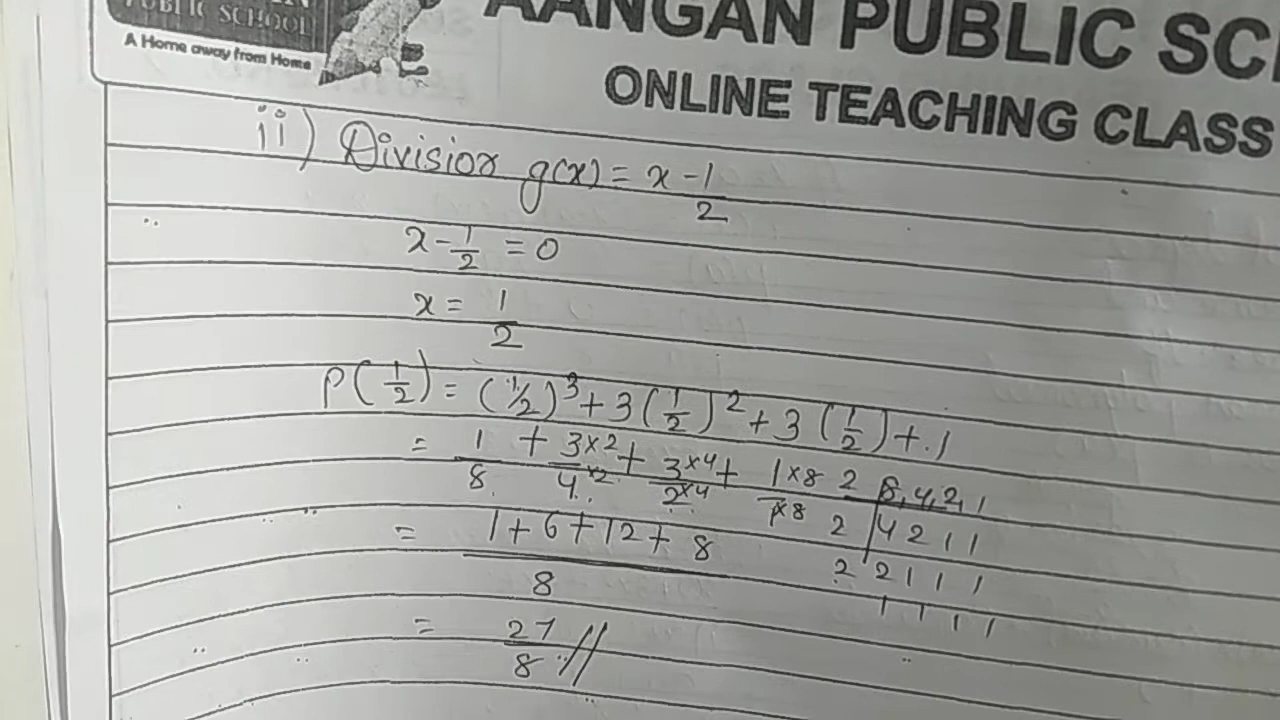 PUBLIC SCHOOL
A Home away from Home
AANGAN PUBLIC SC
ONLINE TEACHING CLASS
ii) Division g(x) = x - 1/2
x - 1/2 = 0
x = 1/2
P(1/2) = (1/2)³ + 3(1/2)² + 3(1/2) + 1
= 1/8 + 3×2/4×2 + 3×4/2×4 + 1×8/1×8
2 | 8,4,2,1
2 | 4 2 1 1
2 2 1 1 1
1 1 1 1
= 1+6+12+8/8
= 27/8 //